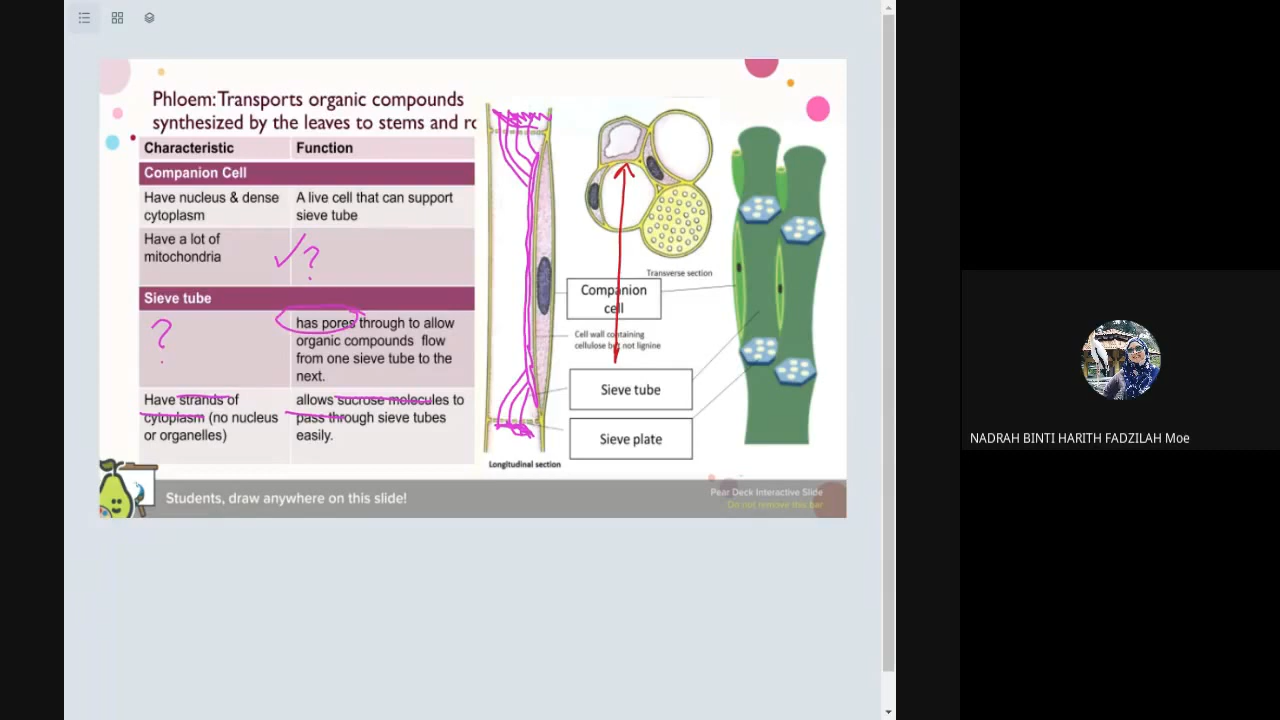 Phloem: Transports organic compounds
synthesized by the leaves to stems and ro
Characteristic Function
Companion Cell
Have nucleus & dense
cytoplasm
A live cell that can support
sieve tube
Have a lot of
mitochondria
?
Sieve tube
?
has pores through to allow
organic compounds flow
from one sieve tube to the
next.
Have strands of
cytoplasm (no nucleus
or organelles)
allows sucrose molecules to
pass through sieve tubes
easily.
Transverse section
Companion
cell
Cell wall containing
cellulose but not lignine
Sieve tube
Sieve plate
Longitudinal section
Students, draw anywhere on this slide!
Pear Deck Interactive Slide
Do not remove this bar
NADRAH BINTI HARITH FADZILAH Moe